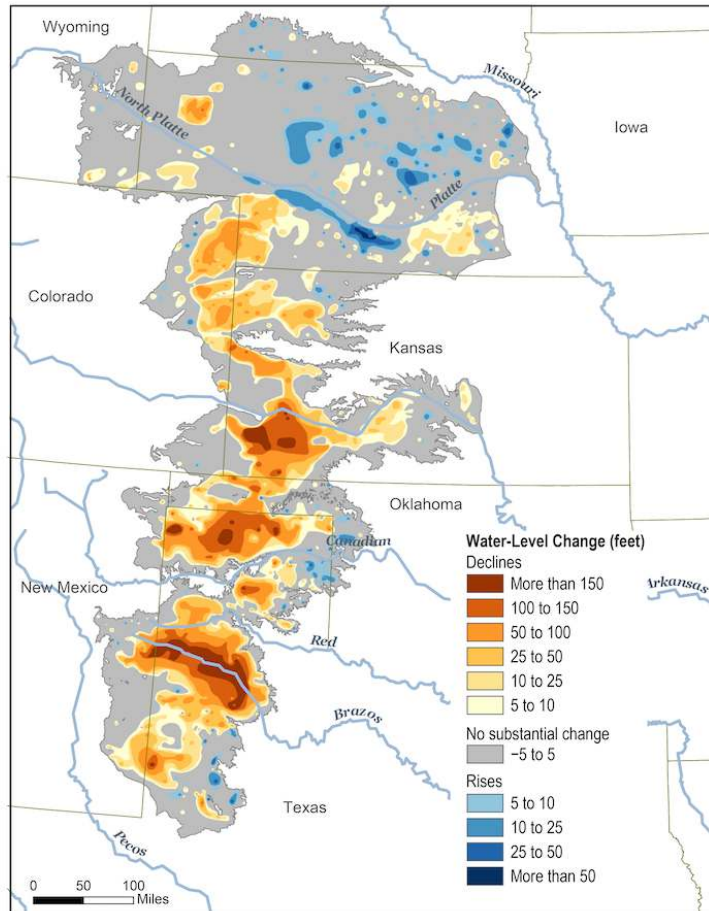 Wyoming
Missouri
North Platte
Iowa
Platte
Colorado
Kansas
Oklahoma
Canadian
New Mexico
Arkansas
Red
Brazos
Texas
Pecos
Water-Level Change (feet)
Declines
More than 150
100 to 150
50 to 100
25 to 50
10 to 25
5 to 10
No substantial change
−5 to 5
Rises
5 to 10
10 to 25
25 to 50
More than 50
0 50 100
Miles